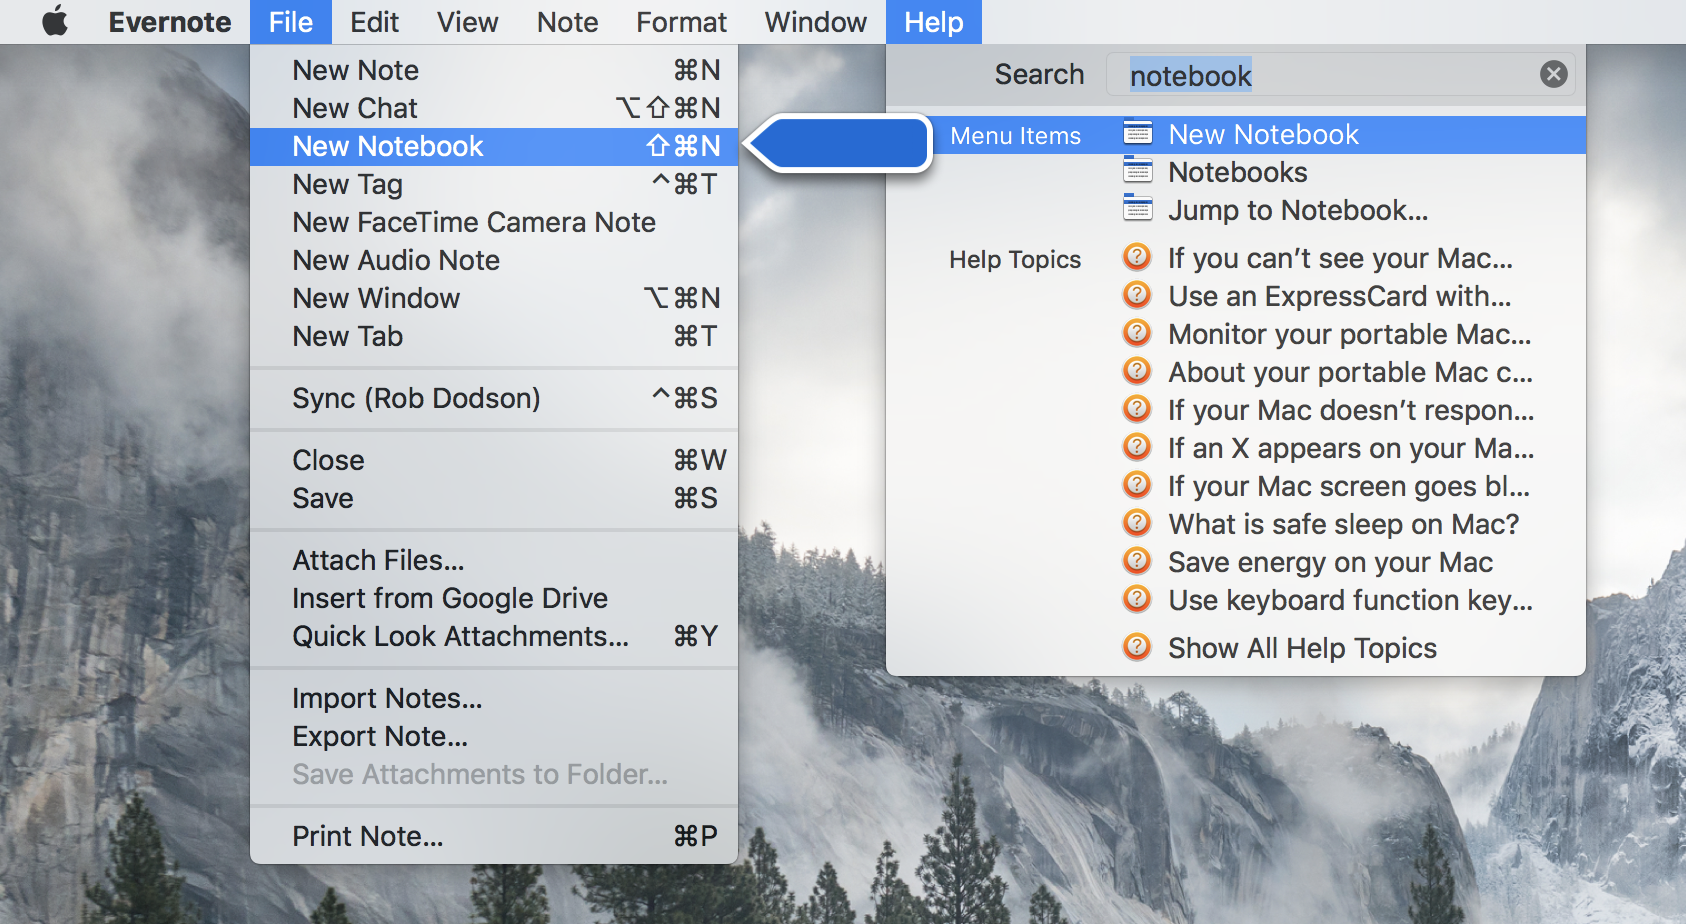 Evernote File Edit View Note Format Window Help
New Note ⌘N
New Chat ⌥⇧⌘N
New Notebook ⇧⌘N
New Tag ^⌘T
New FaceTime Camera Note
New Audio Note
New Window ⌥⌘N
New Tab ⌘T
Sync (Rob Dodson) ^⌘S
Close ⌘W
Save ⌘S
Attach Files...
Insert from Google Drive
Quick Look Attachments... ⌘Y
Import Notes...
Export Note...
Save Attachments to Folder...
Print Note... ⌘P
Search notebook
Menu Items New Notebook
Notebooks
Jump to Notebook...
Help Topics If you can’t see your Mac...
Use an ExpressCard with...
Monitor your portable Mac...
About your portable Mac c...
If your Mac doesn’t respon...
If an X appears on your Ma...
If your Mac screen goes bl...
What is safe sleep on Mac?
Save energy on your Mac
Use keyboard function key...
Show All Help Topics